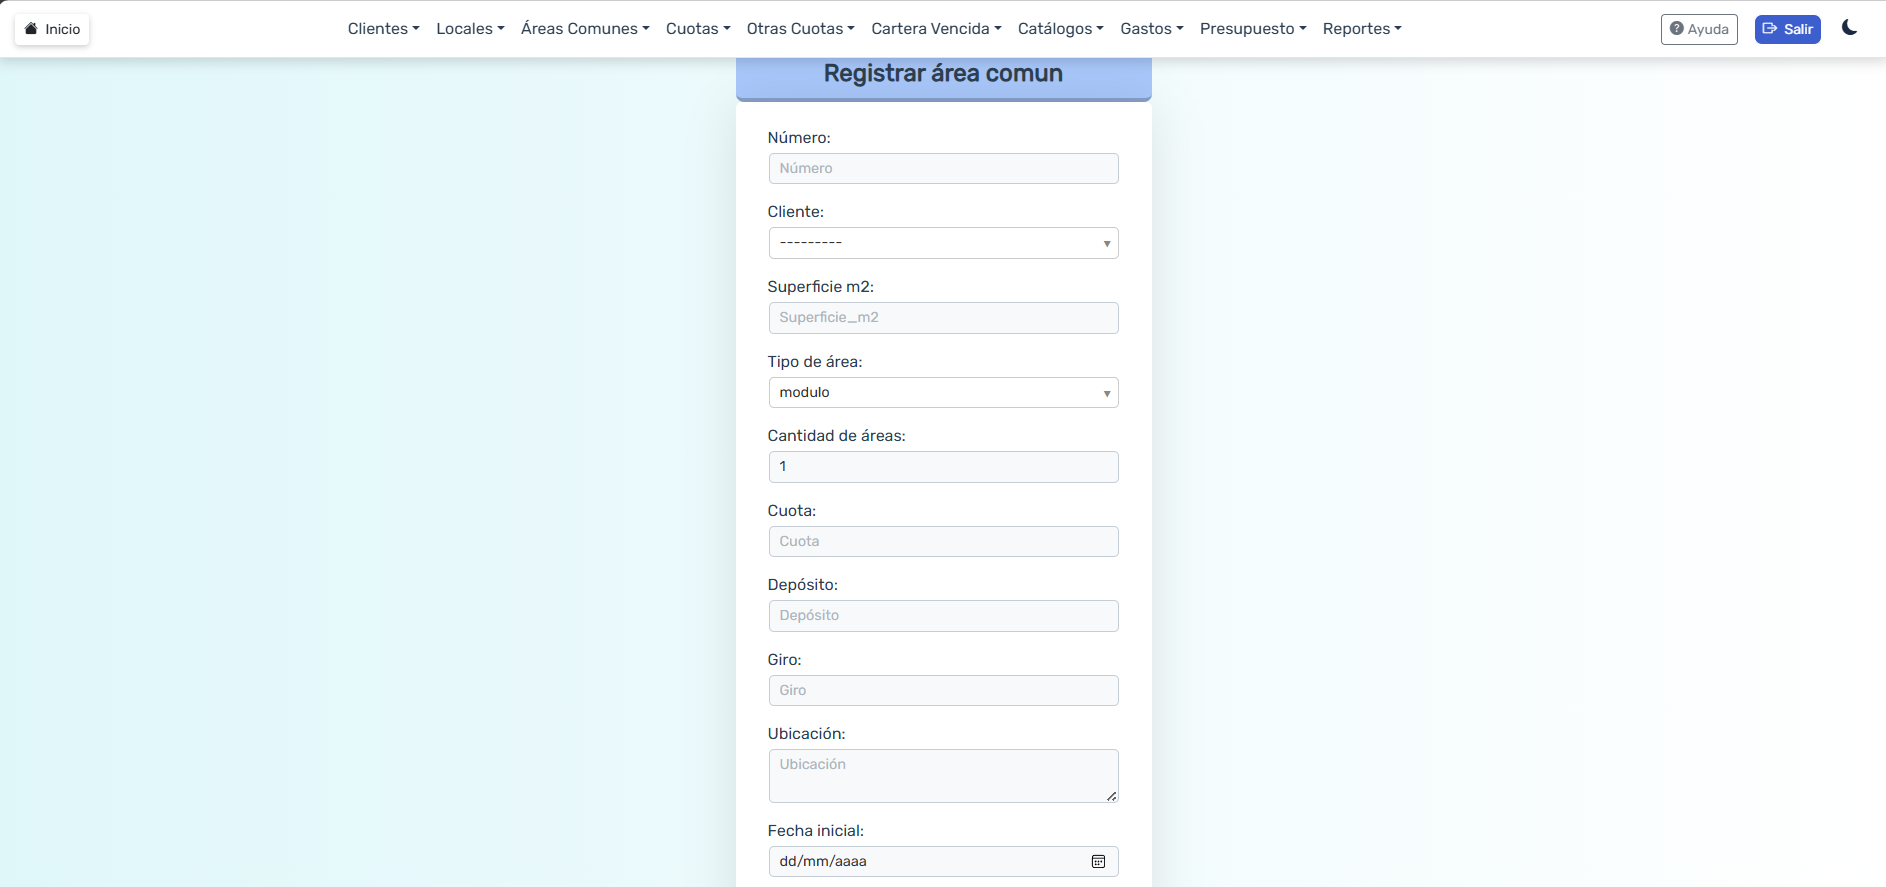 Inicio Clientes Locales Áreas Comunes Cuotas Otras Cuotas Cartera Vencida Catálogos Gastos Presupuesto Reportes Ayuda Salir
Registrar área comun
Número:
Número
Cliente:
---------
Superficie m2:
Superficie_m2
Tipo de área:
modulo
Cantidad de áreas:
1
Cuota:
Cuota
Depósito:
Depósito
Giro:
Giro
Ubicación:
Ubicación
Fecha inicial:
dd/mm/aaaa